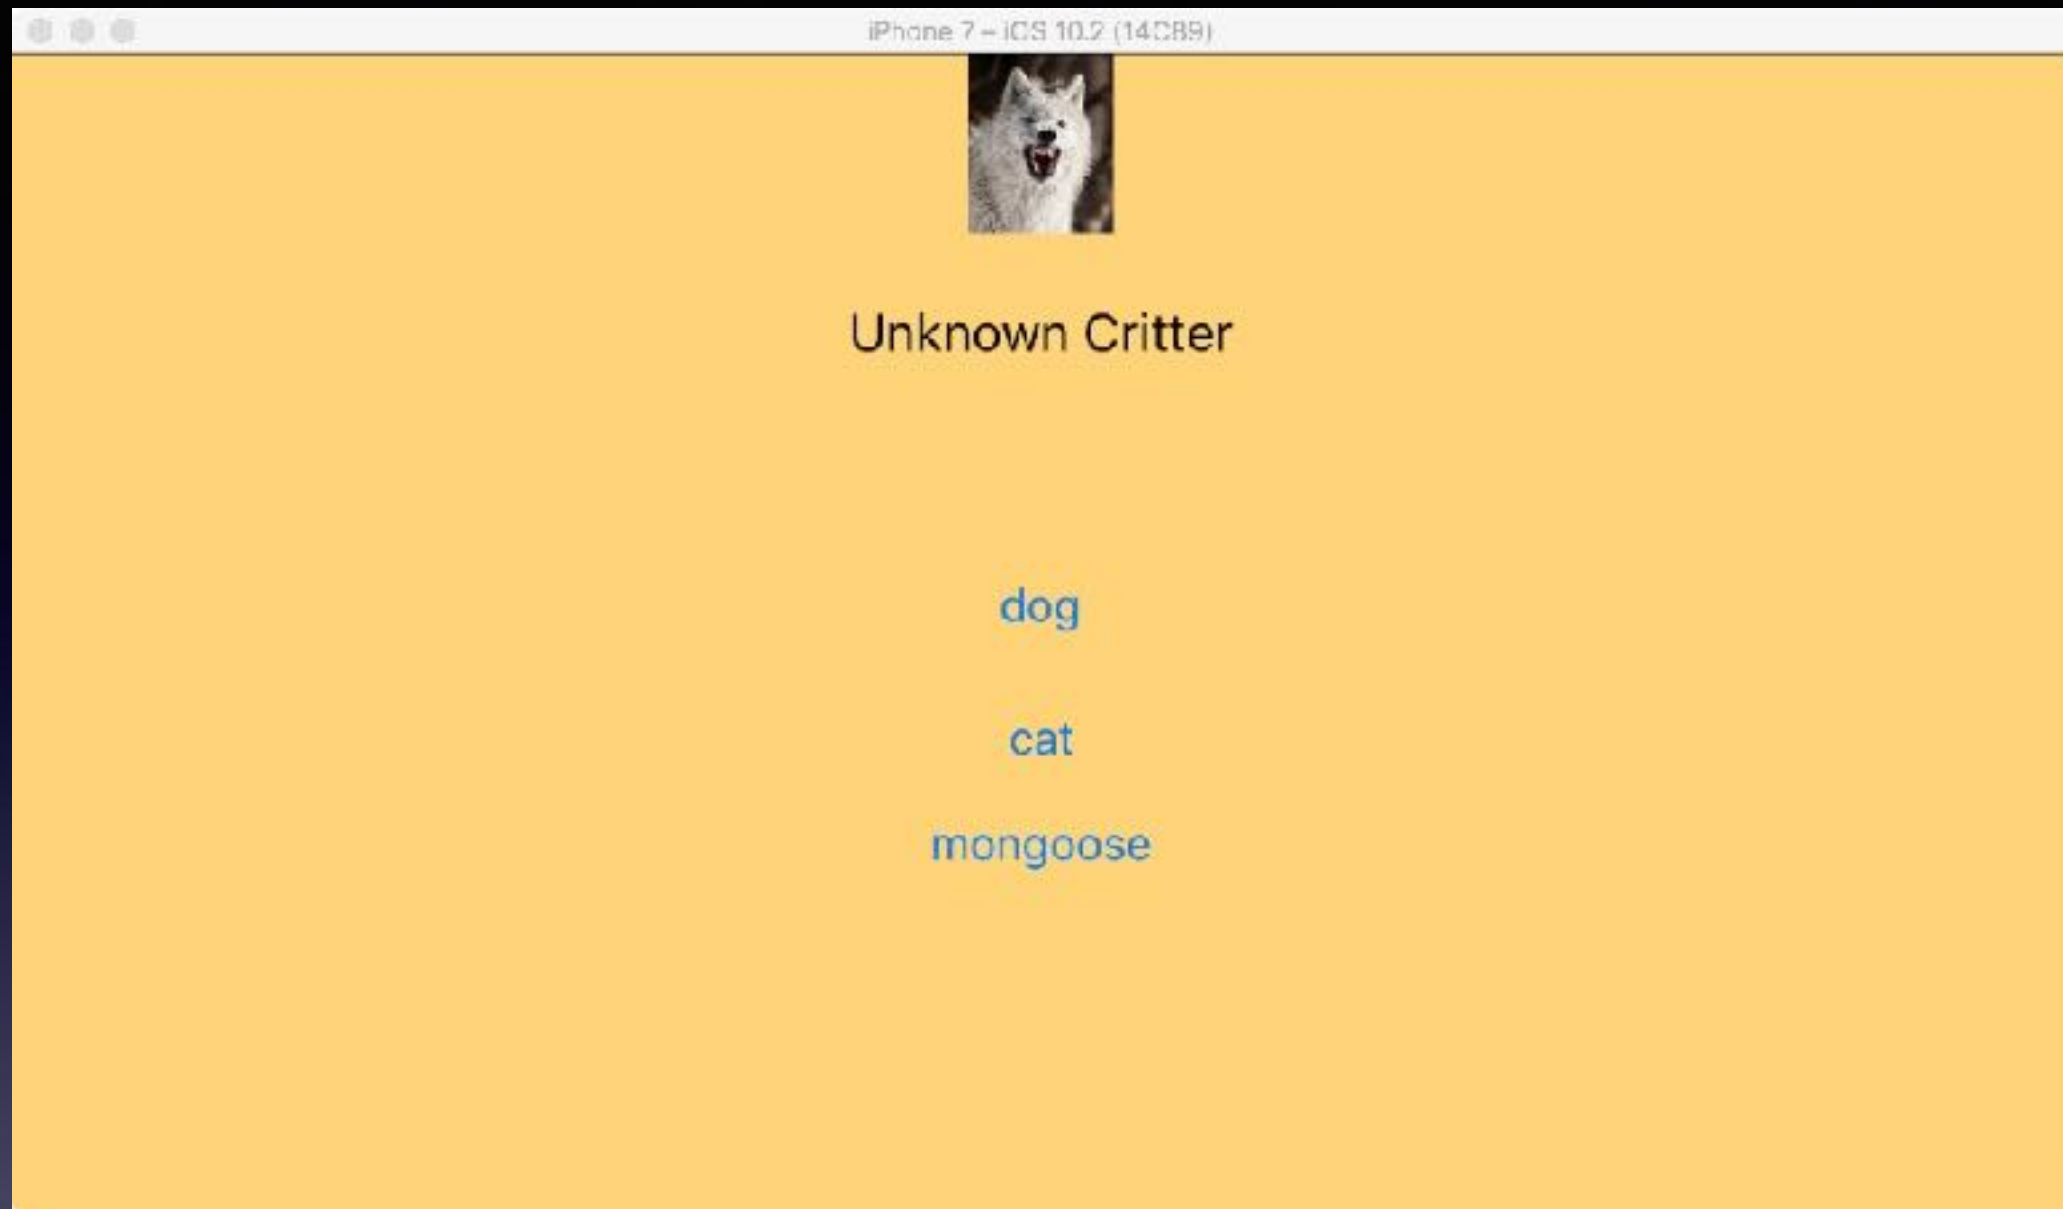 iPhone 7 – iOS 10.2 (14C89)
Unknown Critter
dog
cat
mongoose